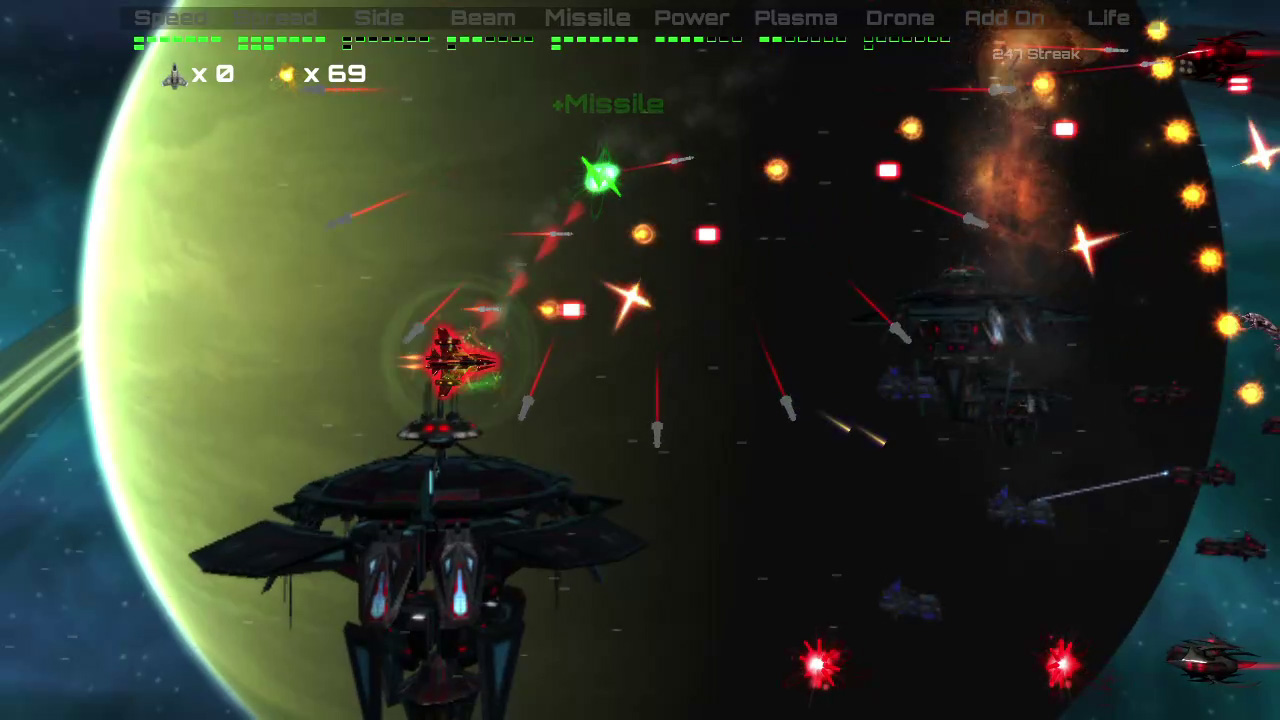 Speed Spread Side Beam Missile Power Plasma Drone Add On Life
247 Streak
x 0 x 69
+Missile